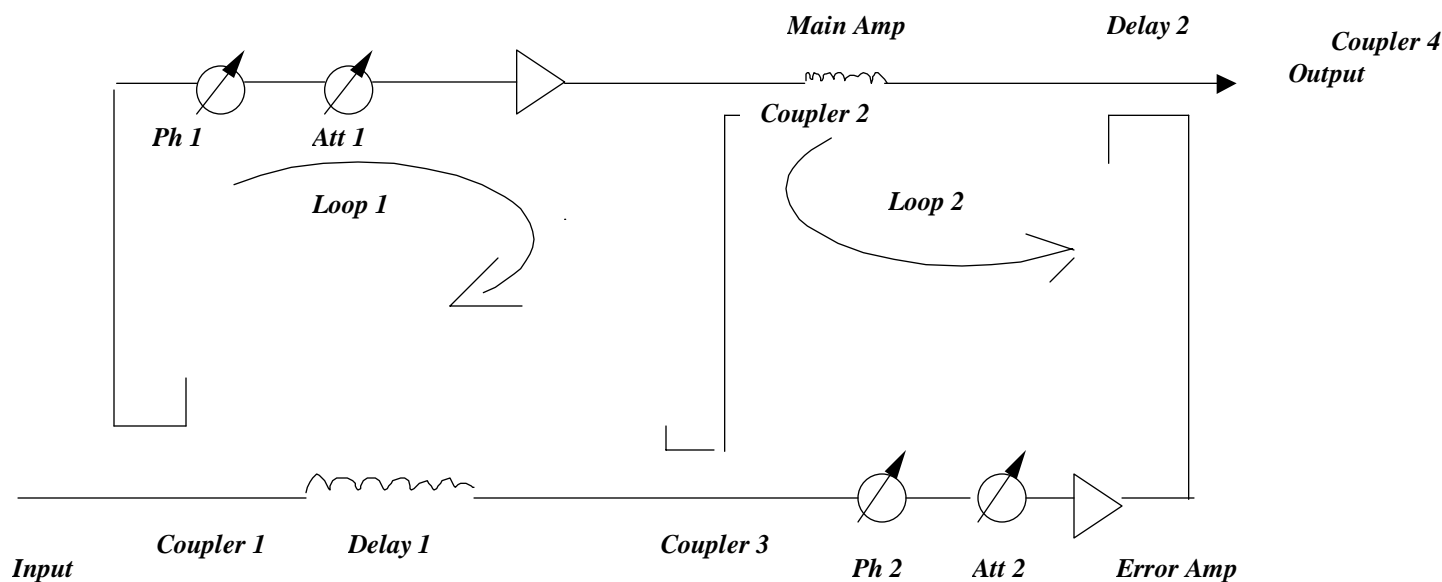 Main Amp
Delay 2
Coupler 4
Output
Coupler 2
Ph 1
Att 1
Loop 1
Loop 2
Coupler 1
Delay 1
Coupler 3
Input
Ph 2
Att 2
Error Amp